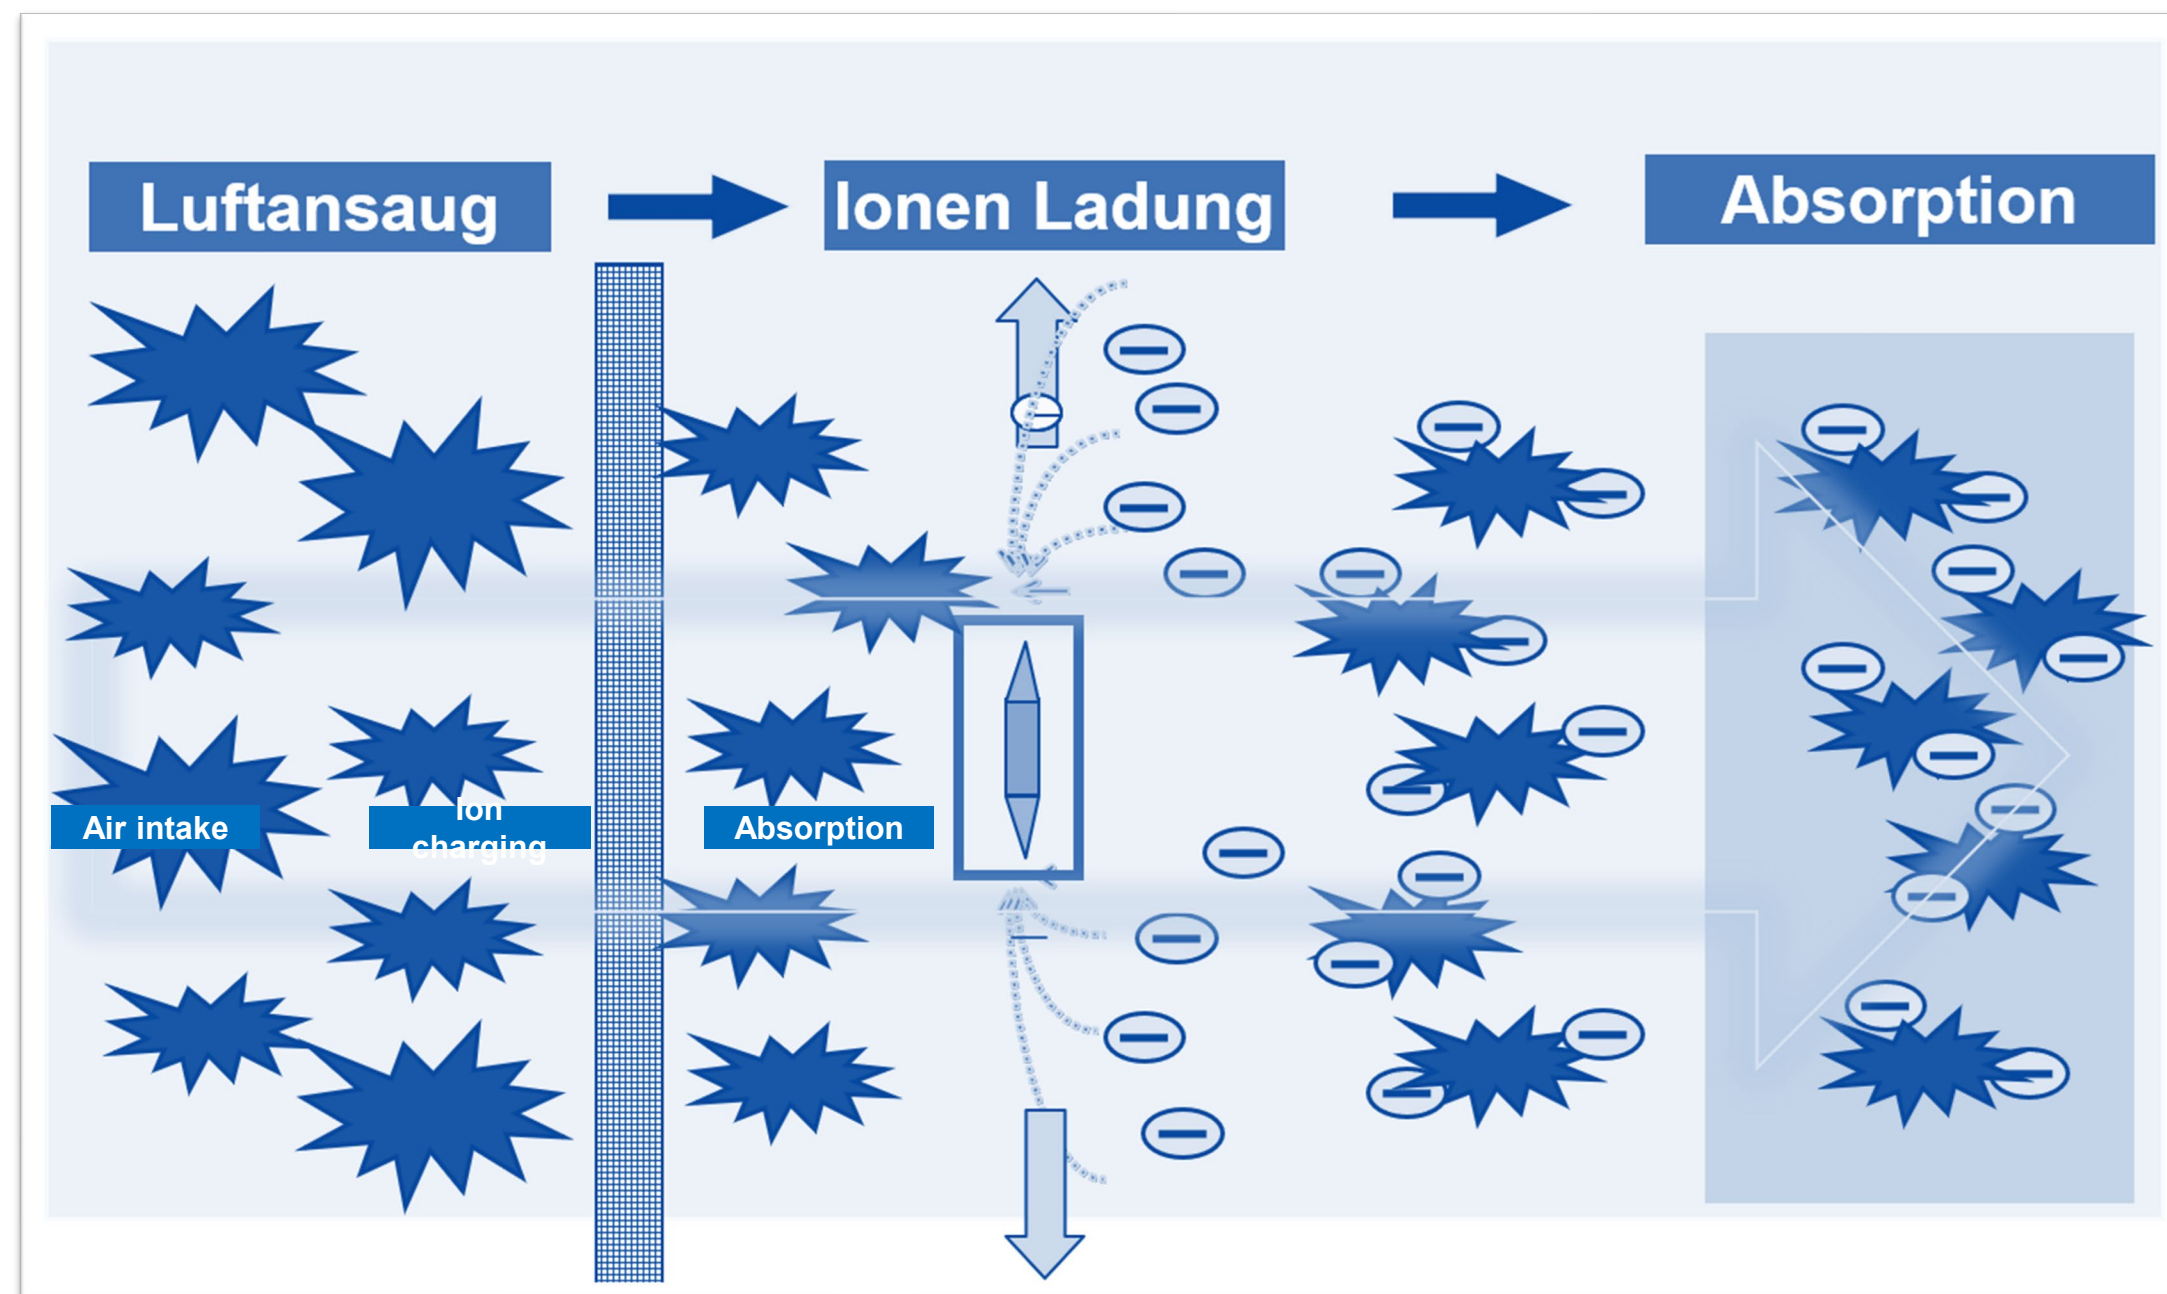 Luftansaug
Ionen Ladung
Absorption
Air intake
Ion
charging
Absorption